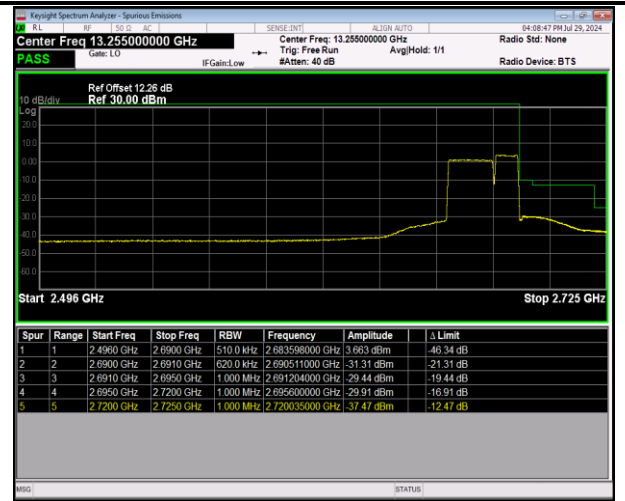 Keysight Spectrum Analyzer - Spurious Emissions
RL RF 50 Ω AC SENSE:INT ALIGN AUTO 04:08:47 PM Jul 29, 2024
Center Freq 13.255000000 GHz Center Freq: 13.255000000 GHz Radio Std: None
PASS Gate: LO IFGain:Low Trig: Free Run Avg|Hold: 1/1
#Atten: 40 dB Radio Device: BTS
Ref Offset 12.26 dB
10 dB/div Ref 30.00 dBm
Log
20.0
10.0
0.00
10.0
20.0
30.0
40.0
50.0
60.0
Start 2.496 GHz Stop 2.725 GHz
Spur Range Start Freq Stop Freq RBW Frequency Amplitude Δ Limit
1 1 2.4960 GHz 2.6900 GHz 510.0 kHz 2.683598000 GHz 3.663 dBm -46.34 dB
2 2 2.6900 GHz 2.6910 GHz 620.0 kHz 2.690511000 GHz -31.31 dBm -21.31 dB
3 3 2.6910 GHz 2.6950 GHz 1.000 MHz 2.691204000 GHz -29.44 dBm -19.44 dB
4 4 2.6950 GHz 2.7200 GHz 1.000 MHz 2.695600000 GHz -29.91 dBm -16.91 dB
5 5 2.7200 GHz 2.7250 GHz 1.000 MHz 2.720035000 GHz -37.47 dBm -12.47 dB
MSG STATUS